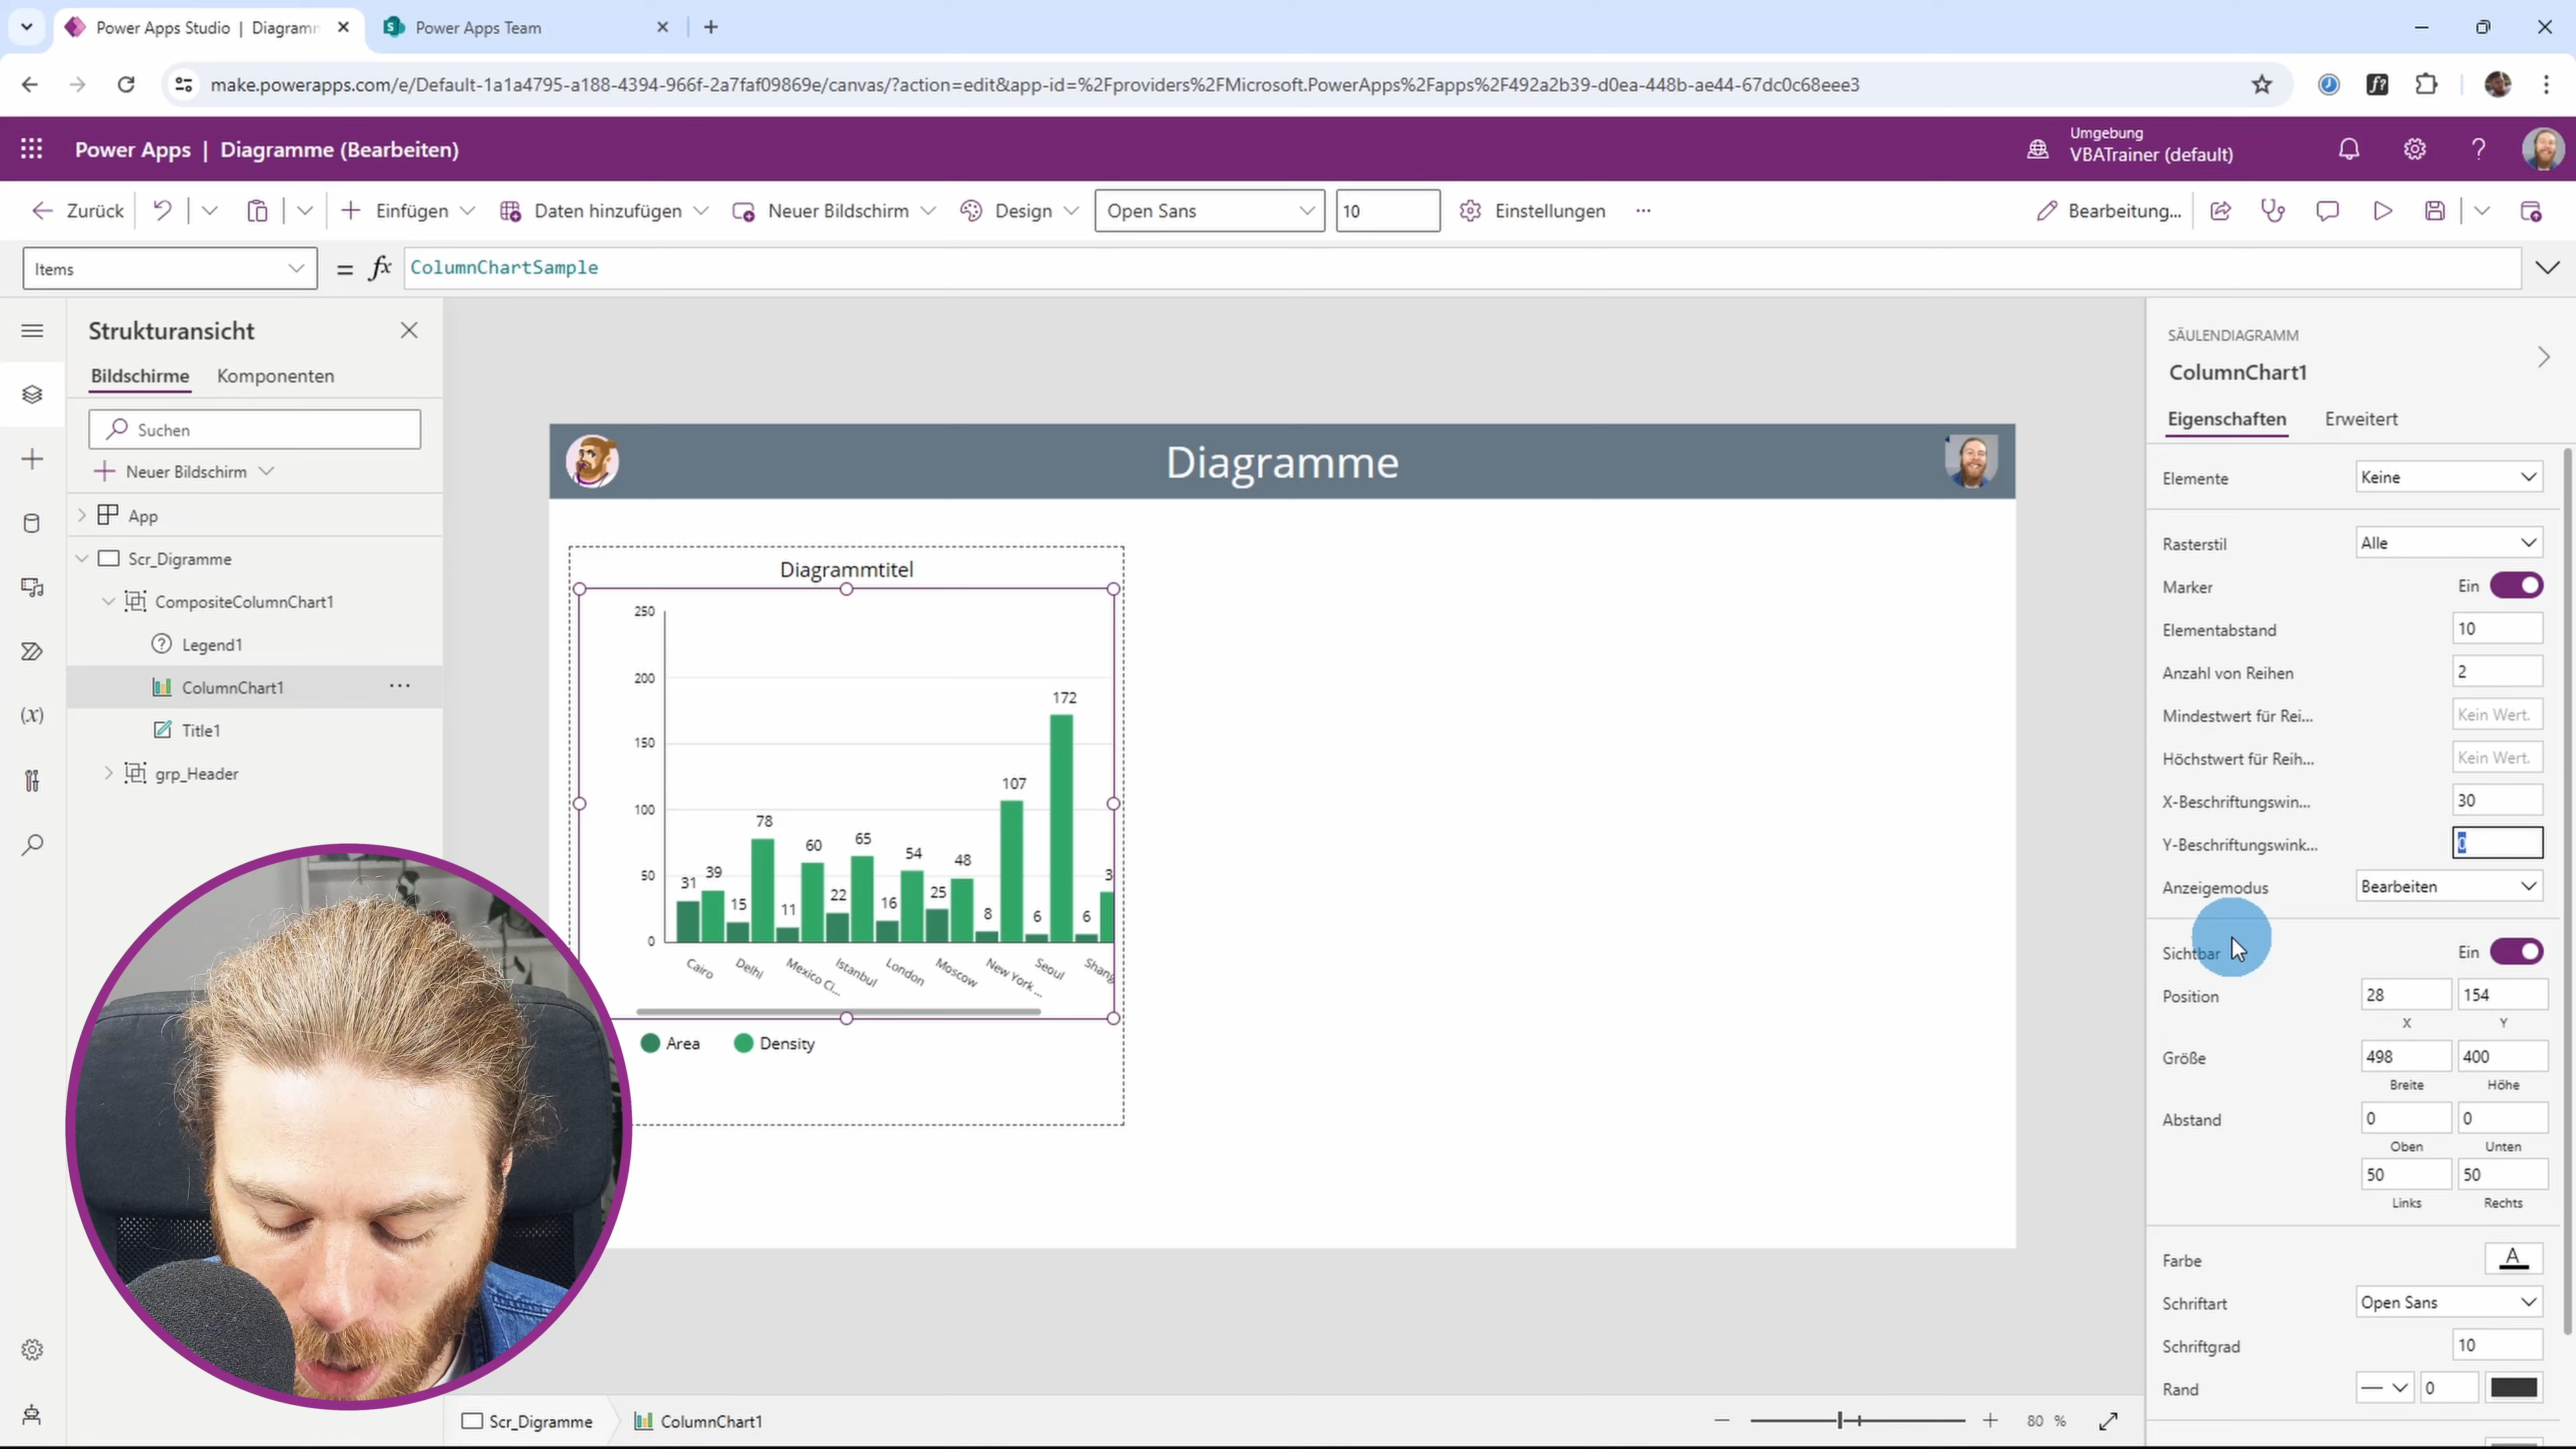 Power Apps Studio | Diagramm
Power Apps Team
make.powerapps.com/e/Default-1a1a4795-a188-4394-966f-2a7faf09869e/canvas/?action=edit&app-id=%2Fproviders%2FMicrosoft.PowerApps%2Fapps%2F492a2b39-d0ea-448b-ae44-67dc0c68eee3
Power Apps | Diagramme (Bearbeiten)
Umgebung
VBATrainer (default)
Zurück
Einfügen
Daten hinzufügen
Neuer Bildschirm
Design
Open Sans
10
Einstellungen
Bearbeitung...
Items
= fx
ColumnChartSample
Strukturansicht
Bildschirme
Komponenten
Suchen
Neuer Bildschirm
App
Scr_Digramme
CompositeColumnChart1
Legend1
ColumnChart1
Title1
grp_Header
Diagramme
Diagrammtitel
250
200
150
100
50
0
31
39
15
78
11
60
22
65
16
54
25
48
8
107
6
172
6
3
Cairo
Delhi
Mexico Ci...
Istanbul
London
Moscow
New York ...
Seoul
Shang
Area
Density
Scr_Digramme
ColumnChart1
80 %
SÄULENDIAGRAMM
ColumnChart1
Eigenschaften
Erweitert
Elemente
Keine
Rasterstil
Alle
Marker
Ein
Elementabstand
10
Anzahl von Reihen
2
Mindestwert für Rei...
Kein Wert.
Höchstwert für Reih...
Kein Wert.
X-Beschriftungswin...
30
Y-Beschriftungswink...
0
Anzeigemodus
Bearbeiten
Sichtbar
Ein
Position
28
154
X
Y
Größe
498
400
Breite
Höhe
Abstand
0
0
Oben
Unten
50
50
Links
Rechts
Farbe
A
Schriftart
Open Sans
Schriftgrad
10
Rand
0